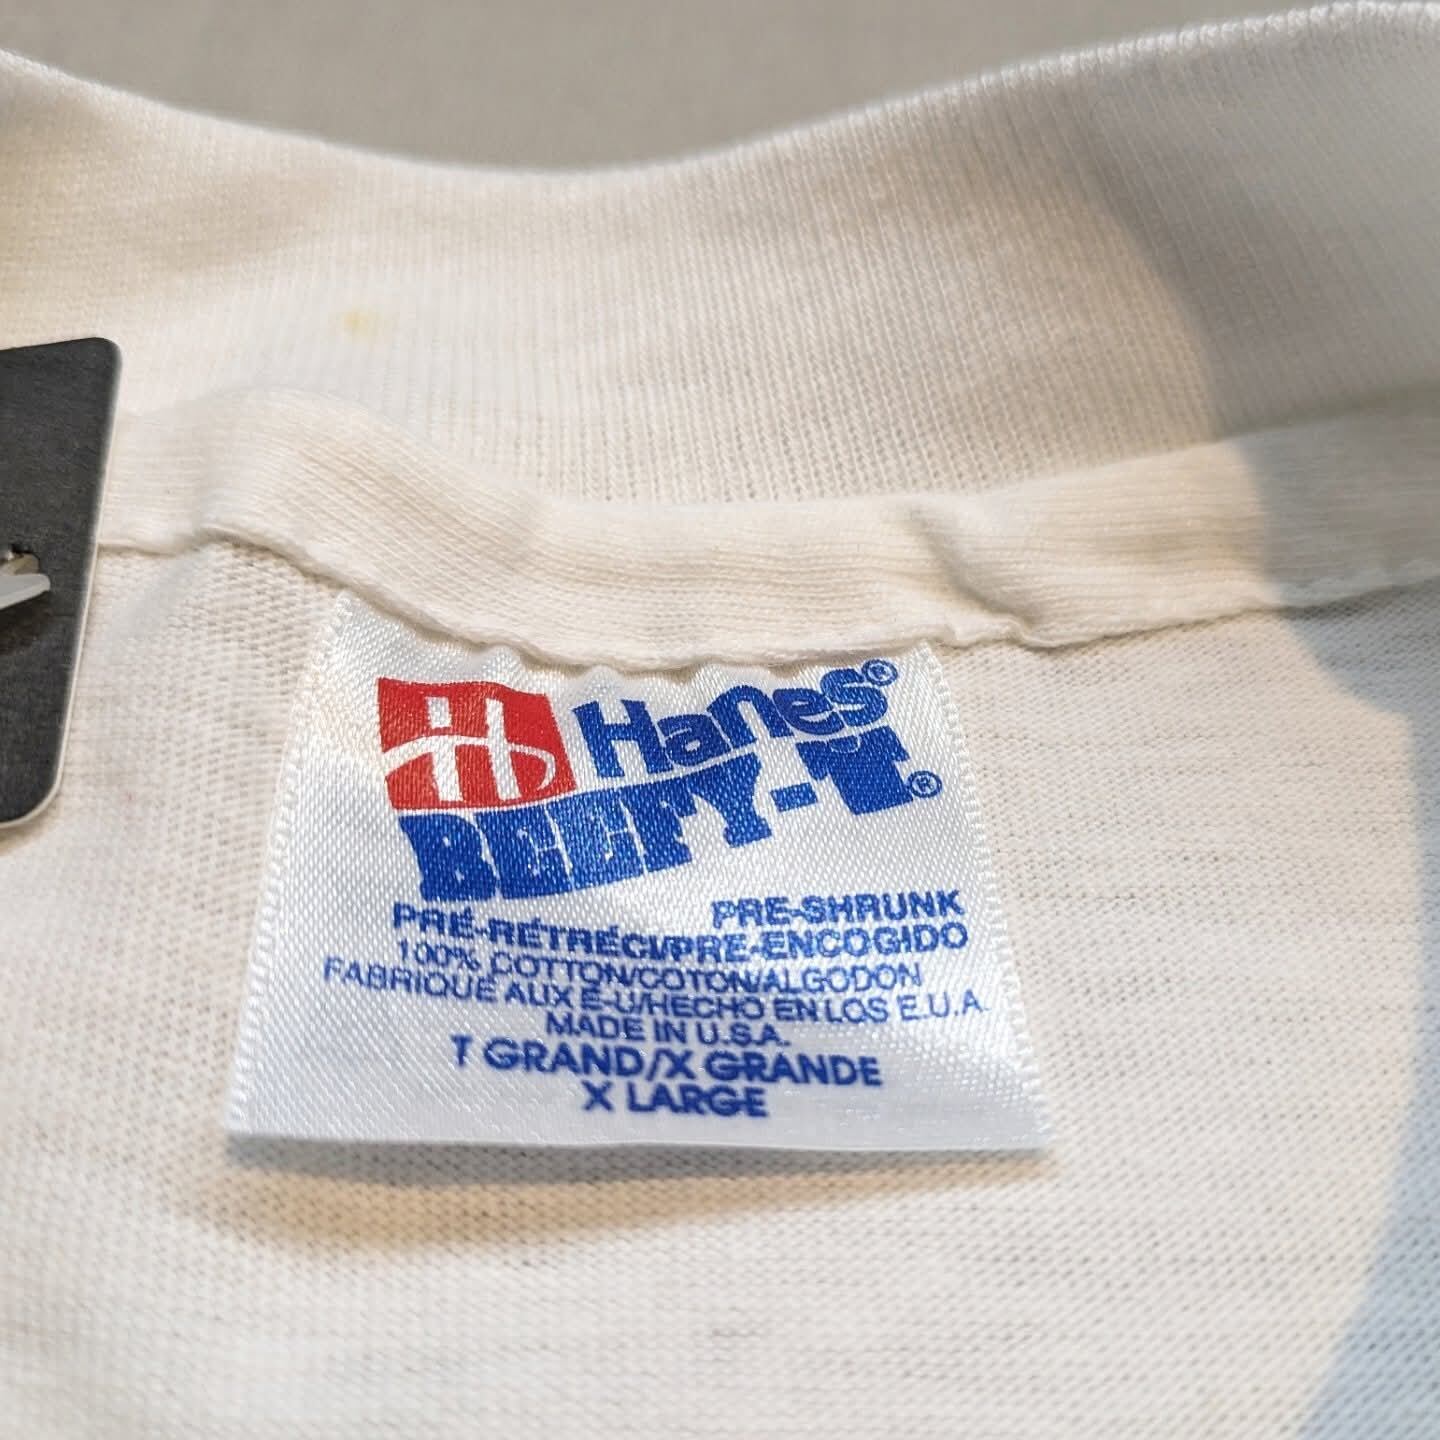 H Hanes®
BEEFY-T®
PRE-SHRUNK
PRÉ-RÉTRÉCI/PRE-ENCOGIDO
100% COTTON/COTON/ALGODON
FABRIQUÉ AUX É-U/HECHO EN LOS E.U.A.
MADE IN U.S.A.
T GRAND/X GRANDE
X LARGE